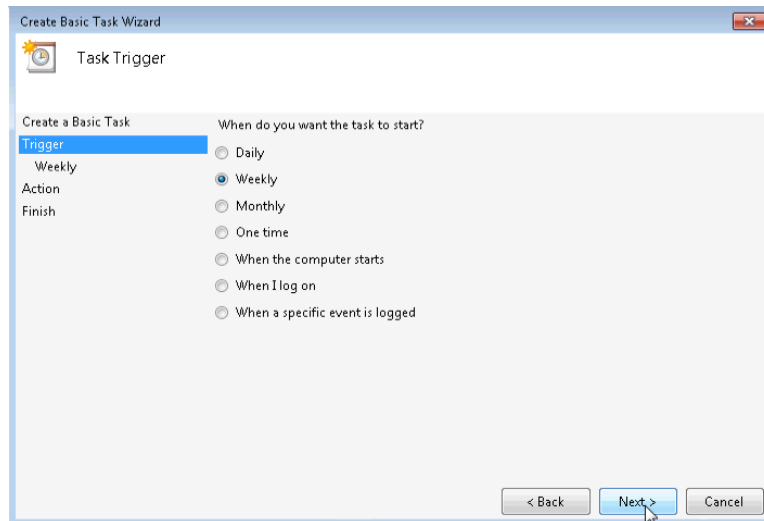 Create Basic Task Wizard
Task Trigger
Create a Basic Task
Trigger
Weekly
Action
Finish
When do you want the task to start?
Daily
Weekly
Monthly
One time
When the computer starts
When I log on
When a specific event is logged
< Back
Next >
Cancel